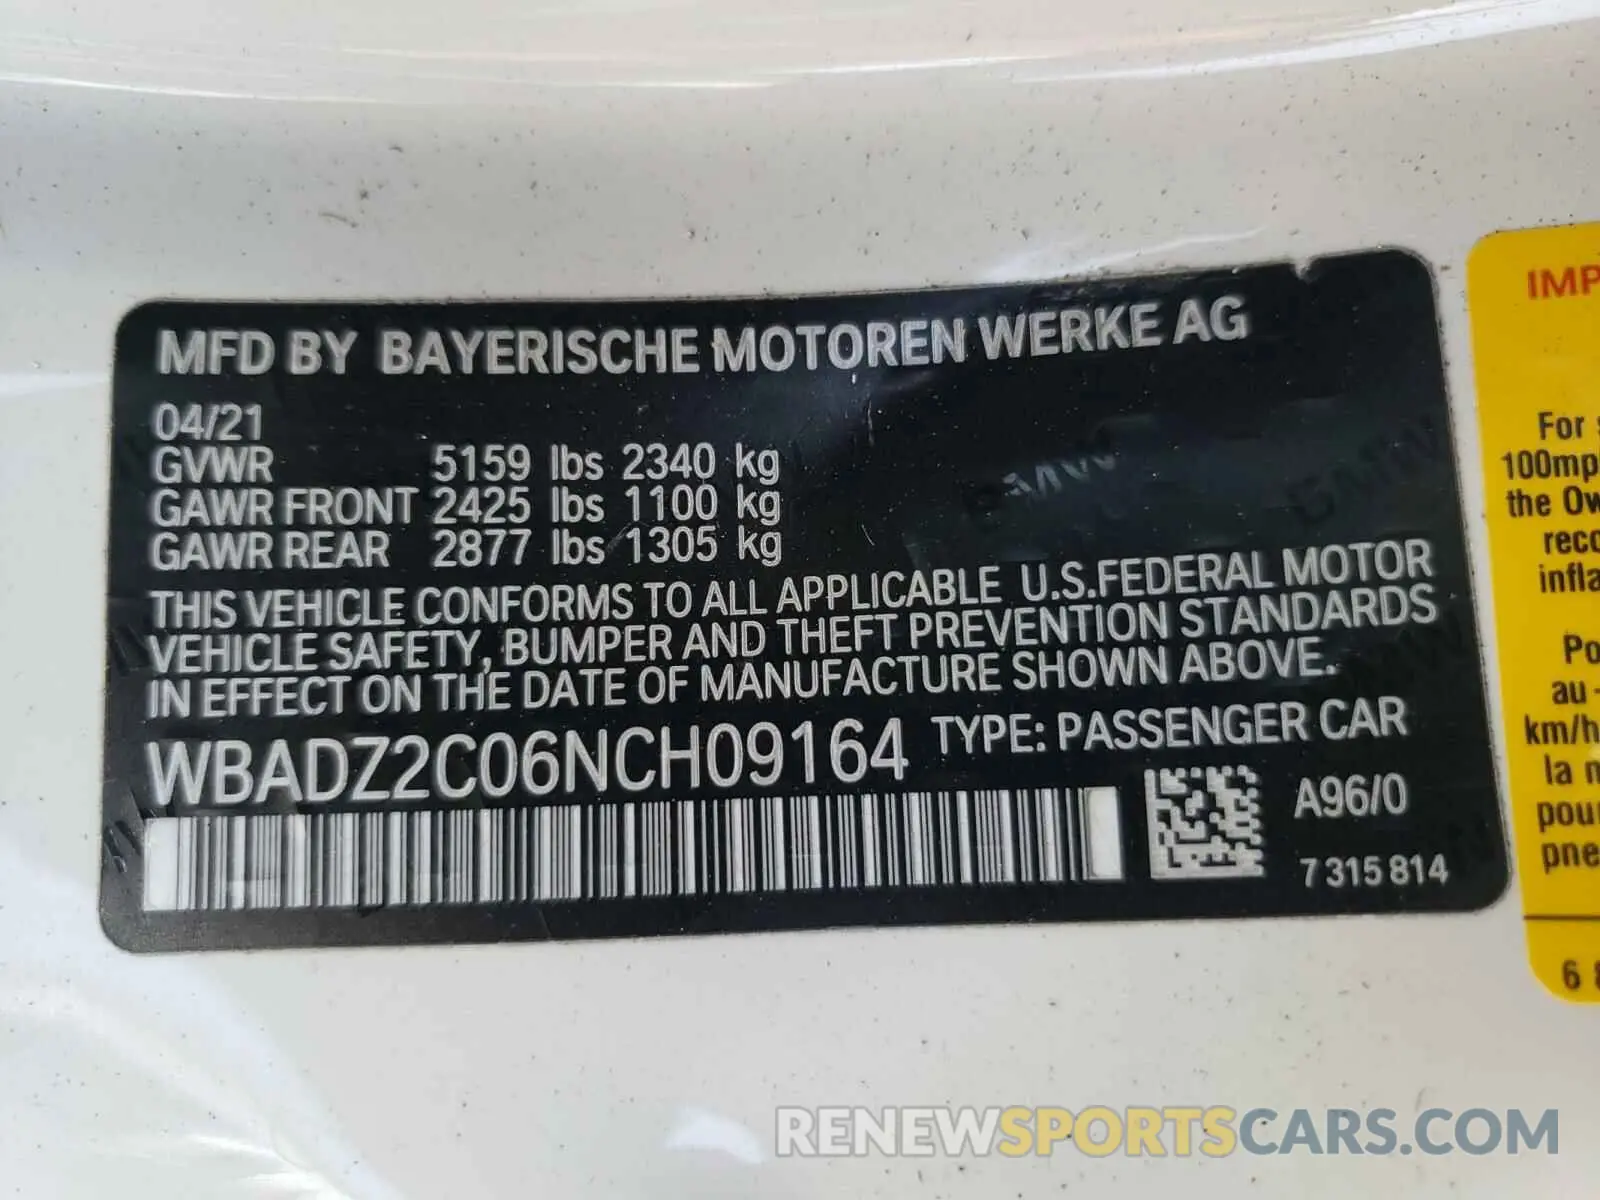 MFD BY BAYERISCHE MOTOREN WERKE AG
04/21
GVWR 5159 lbs 2340 kg
GAWR FRONT 2425 lbs 1100 kg
GAWR REAR 2877 lbs 1305 kg
THIS VEHICLE CONFORMS TO ALL APPLICABLE U.S.FEDERAL MOTOR
VEHICLE SAFETY, BUMPER AND THEFT PREVENTION STANDARDS
IN EFFECT ON THE DATE OF MANUFACTURE SHOWN ABOVE.
WBADZ2C06NCH09164 TYPE: PASSENGER CAR
A96/0
7 315 814
IMP
For
100mp
the Ow
reco
infla
Po
au -
km/h
la
pou
pne
6
RENEWSPORTSCARS.COM